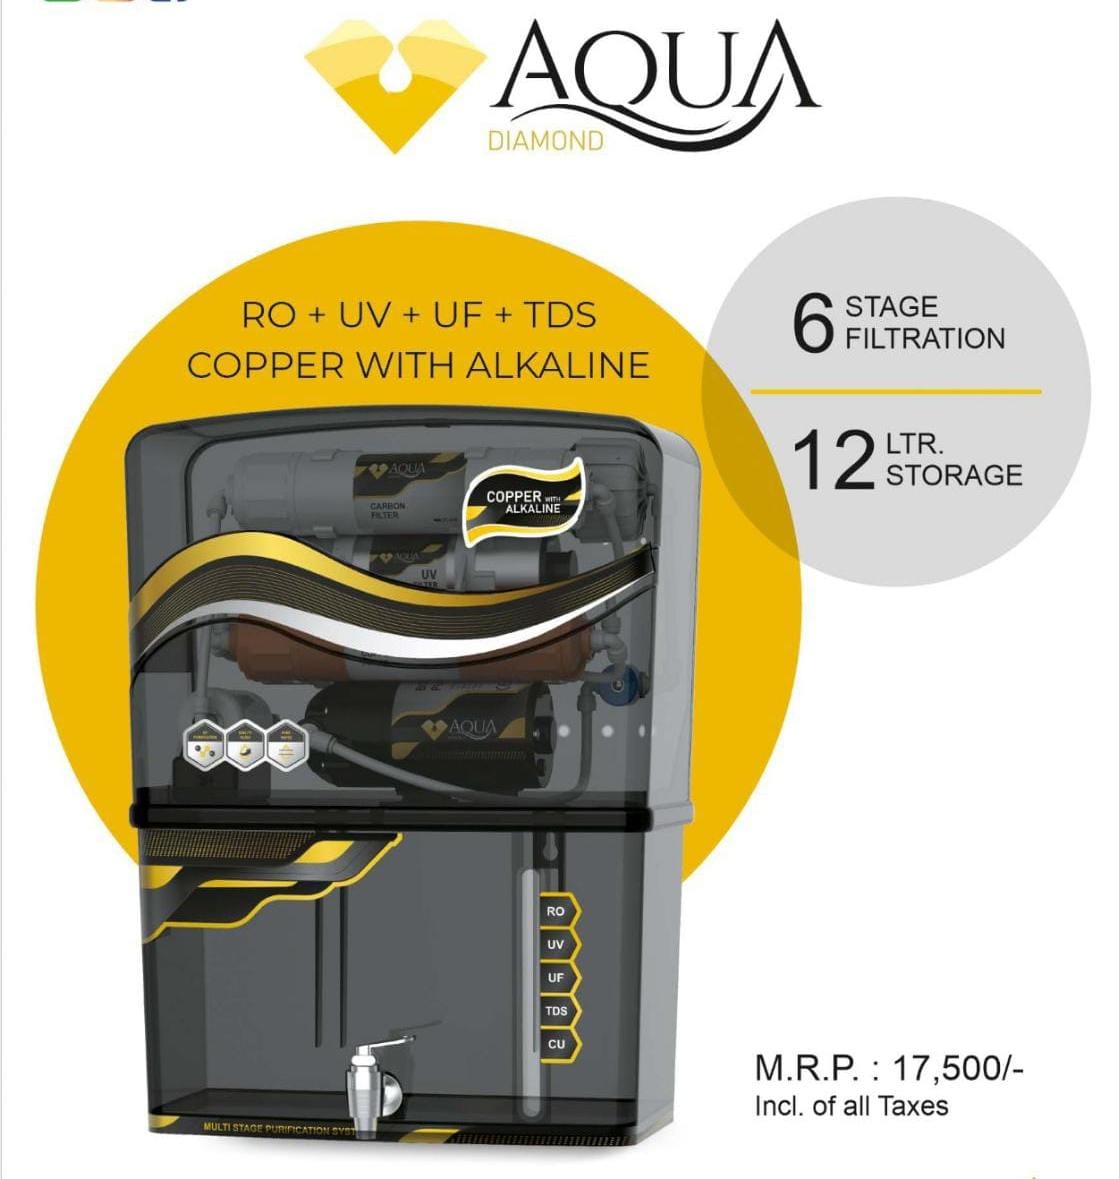 AQUA
DIAMOND
RO + UV + UF + TDS
COPPER WITH ALKALINE
6 STAGE
FILTRATION
12 LTR.
STORAGE
AQUA
CARBON
FILTER
COPPER WITH
ALKALINE
AQUA
UV
AQUA
RO
UV
UF
TDS
CU
MULTI STAGE PURIFICATION SYST
M.R.P. : 17,500/-
Incl. of all Taxes